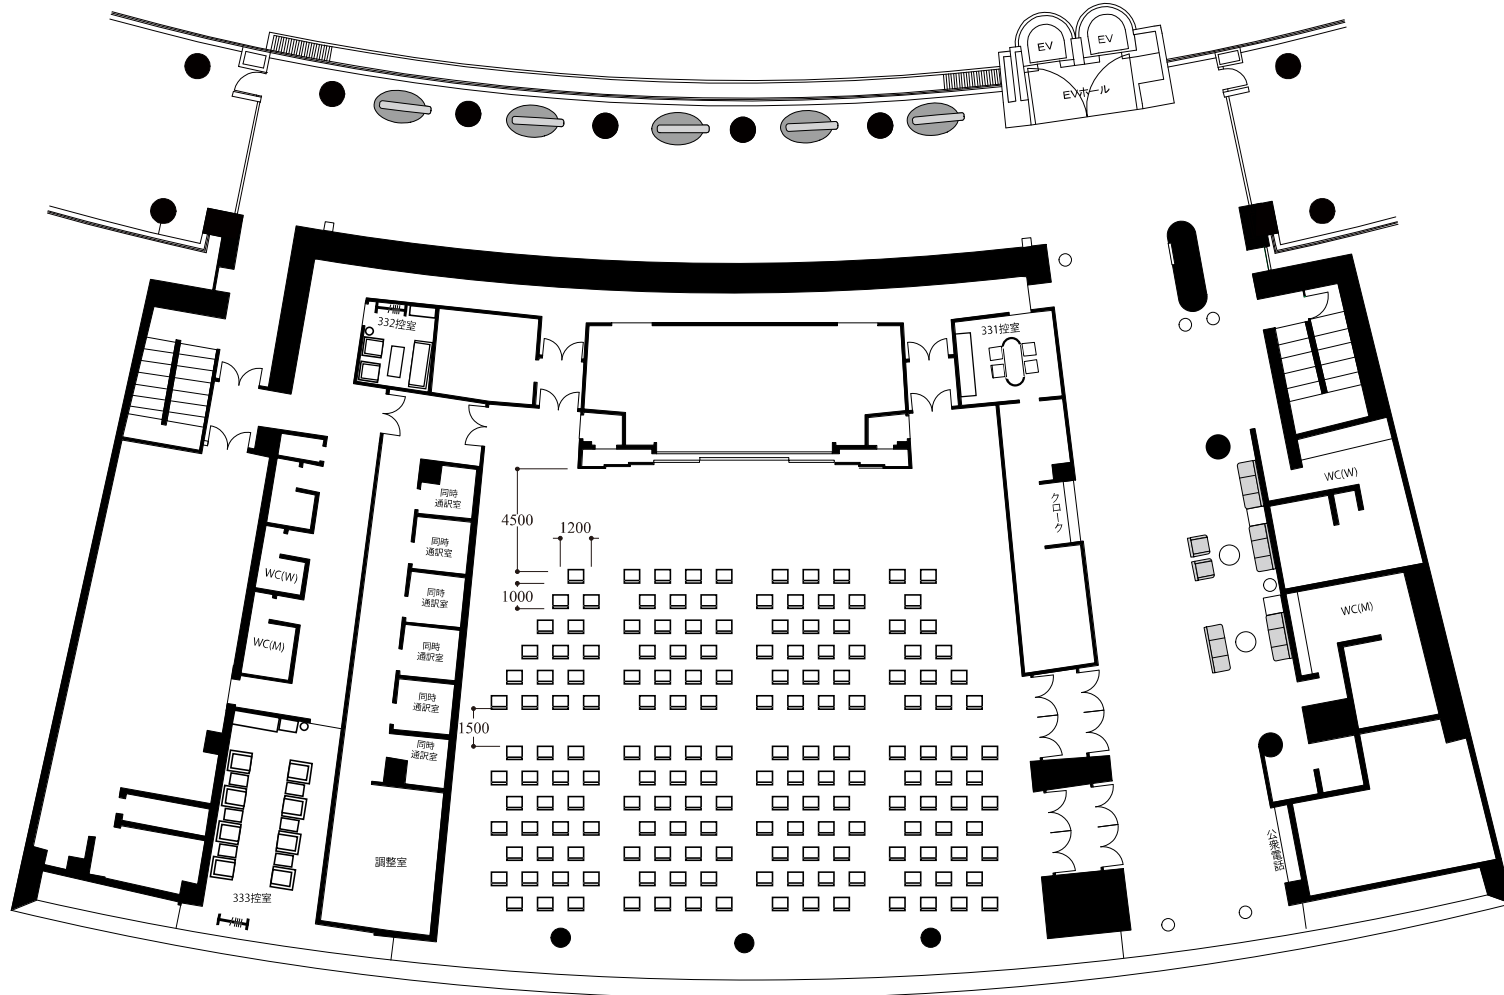 EV
EV
EVホール
332控室
331控室
同時
通訳室
4500
1200
クローク
WC(W)
同時
通訳室
WC(W)
1000
同時
通訳室
WC(M)
WC(M)
同時
通訳室
同時
通訳室
1500
同時
通訳室
調整室
公衆電話
333控室